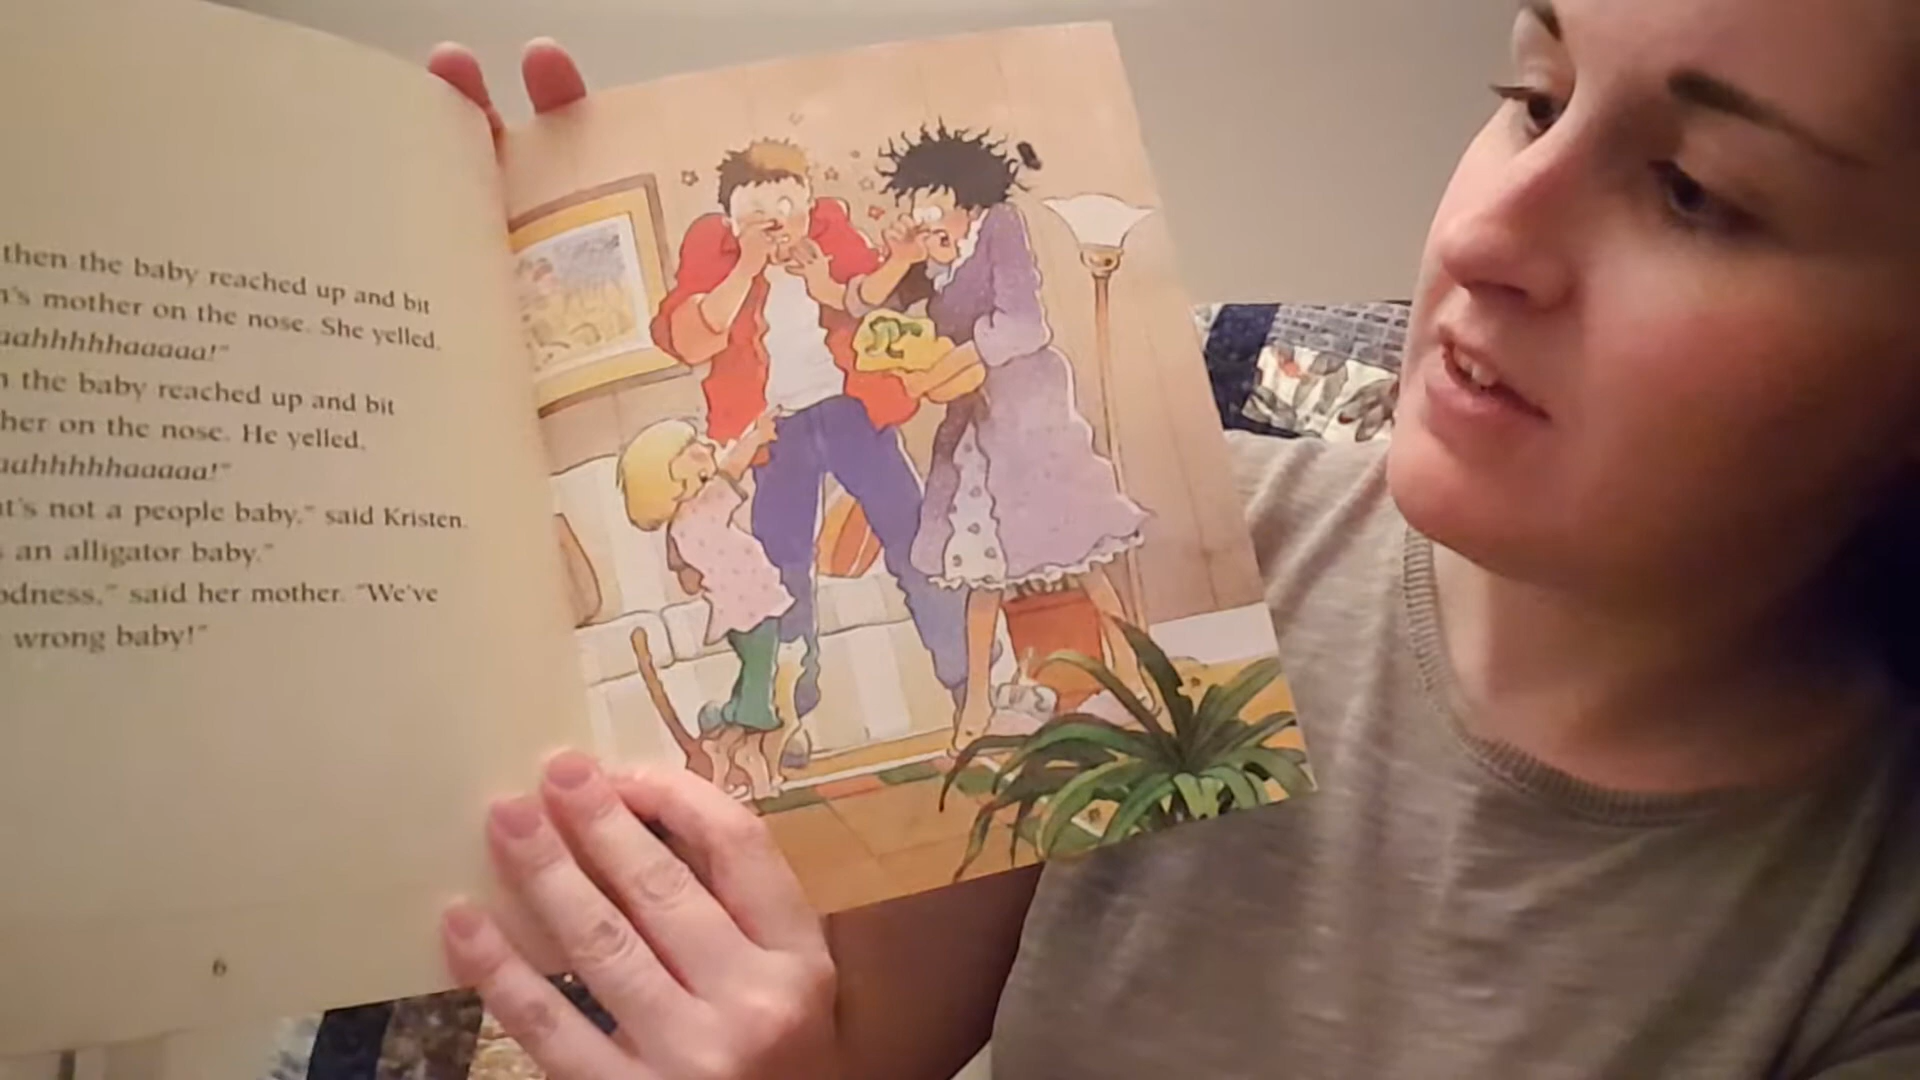 then the baby reached up and bit
n's mother on the nose. She yelled,
aahhhhhaaaaa!"
n the baby reached up and bit
her on the nose. He yelled,
aahhhhhaaaaa!"
at's not a people baby," said Kristen.
s an alligator baby."
odness," said her mother. "We've
wrong baby!"
6